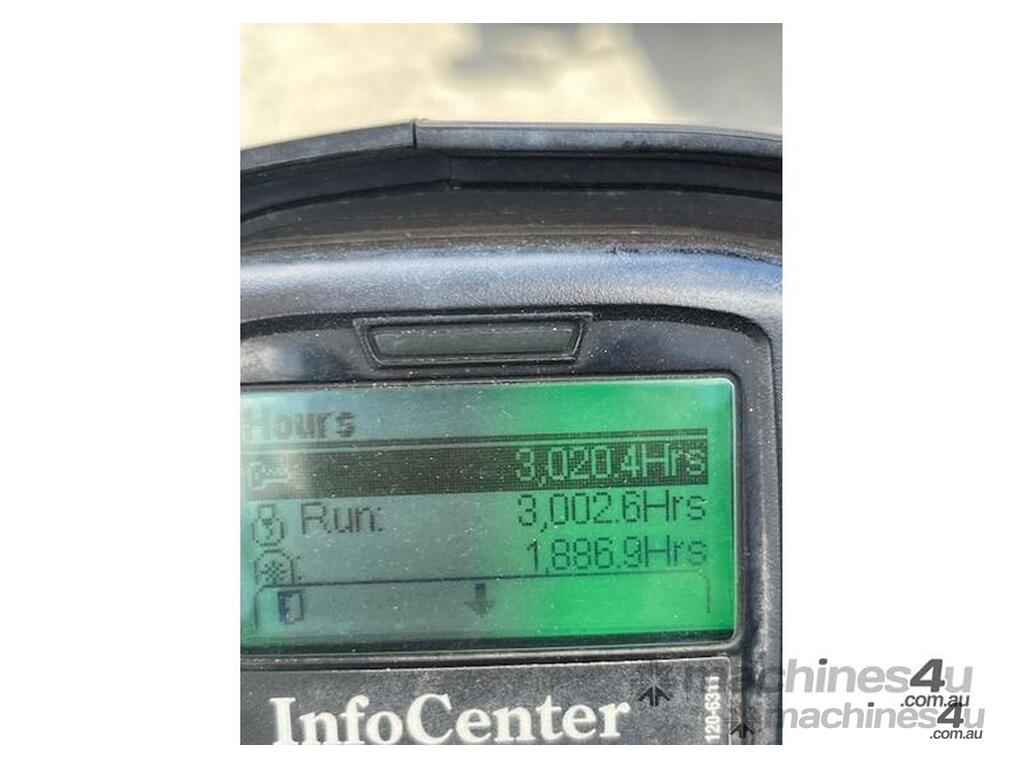 Hours
3,020.4Hrs
Run: 3,002.6Hrs
1,886.9Hrs
InfoCenter
120-6311
machines4u
.com.au
machines4u
.com.au